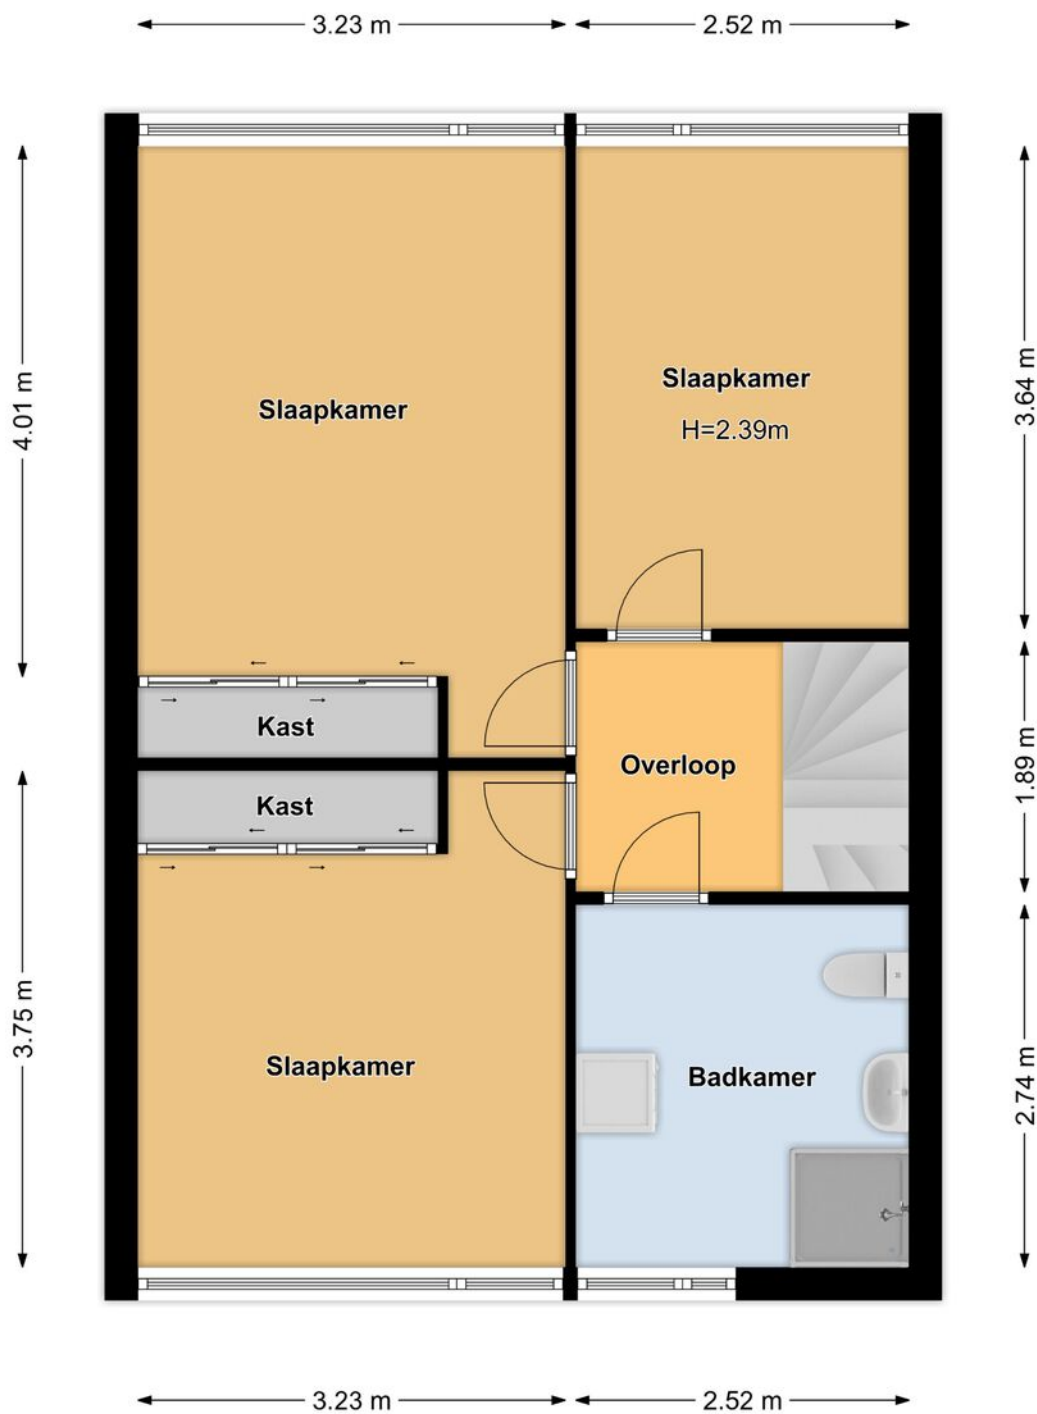 3.23 m
2.52 m
4.01 m
3.64 m
Slaapkamer
Slaapkamer
H=2.39m
Kast
Kast
Overloop
1.89 m
3.75 m
Slaapkamer
Badkamer
2.74 m
3.23 m
2.52 m